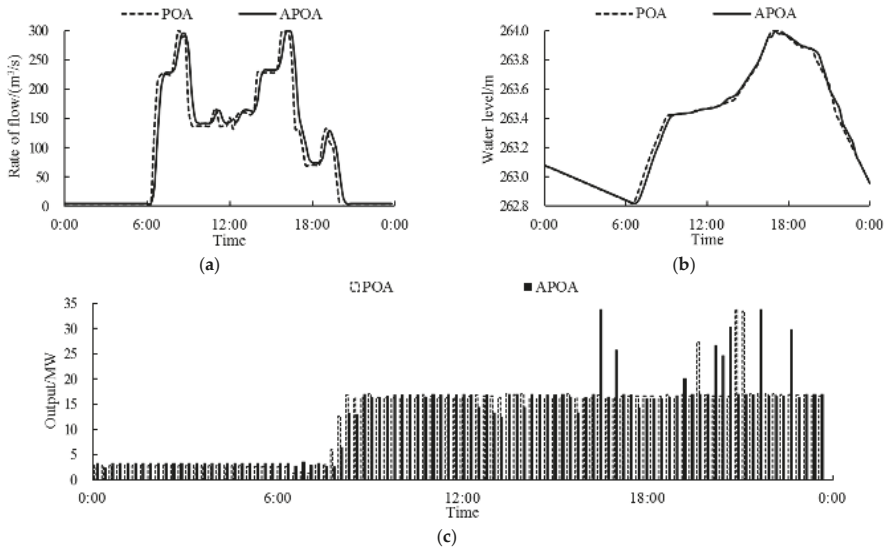 POA APOA
POA APOA
300
250
200
150
100
50
0
Rate of flow/(m³/s)
0:00 6:00 12:00 18:00 0:00
Time
(a)
264.0
263.8
263.6
263.4
263.2
263.0
262.8
Water level/m
0:00 6:00 12:00 18:00 0:00
Time
(b)
POA APOA
35
30
25
20
15
10
5
0
Output/MW
0:00 6:00 12:00 18:00 0:00
Time
(c)